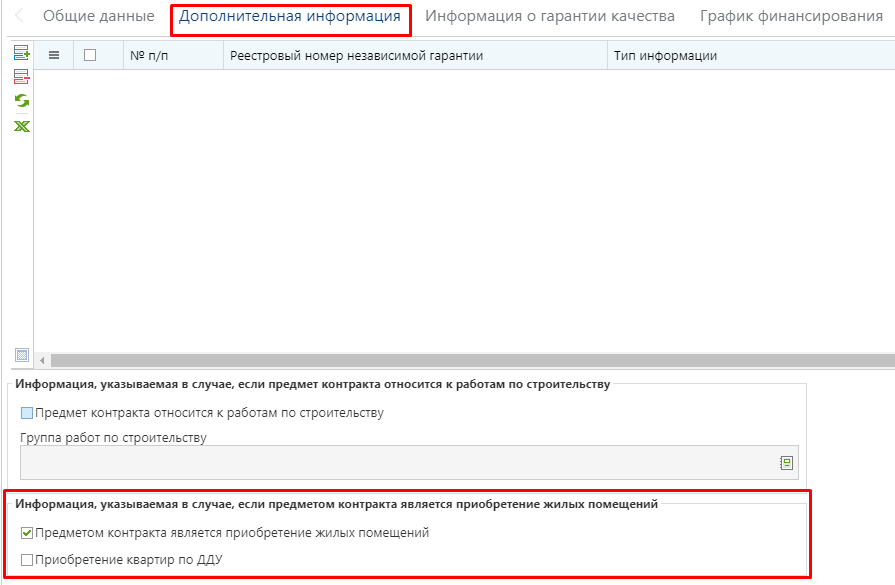 Общие данные Дополнительная информация Информация о гарантии качества График финансирования
№ п/п Реестровый номер независимой гарантии Тип информации
Информация, указываемая в случае, если предмет контракта относится к работам по строительству
Предмет контракта относится к работам по строительству
Группа работ по строительству
Информация, указываемая в случае, если предметом контракта является приобретение жилых помещений
Предметом контракта является приобретение жилых помещений
Приобретение квартир по ДДУ